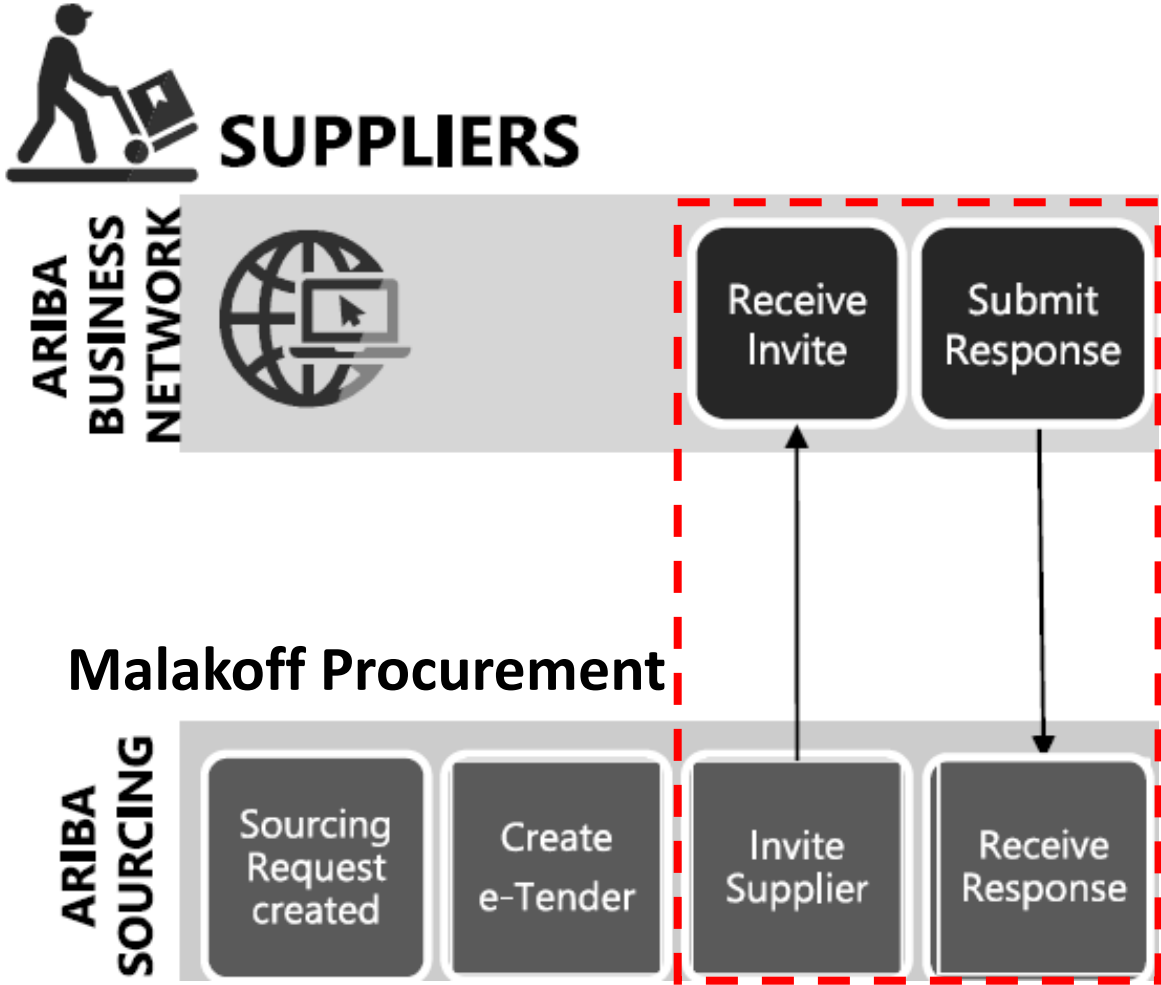 SUPPLIERS
ARIBA
BUSINESS
NETWORK
Receive
Invite
Submit
Response
Malakoff Procurement
ARIBA
SOURCING
Sourcing
Request
created
Create
e-Tender
Invite
Supplier
Receive
Response